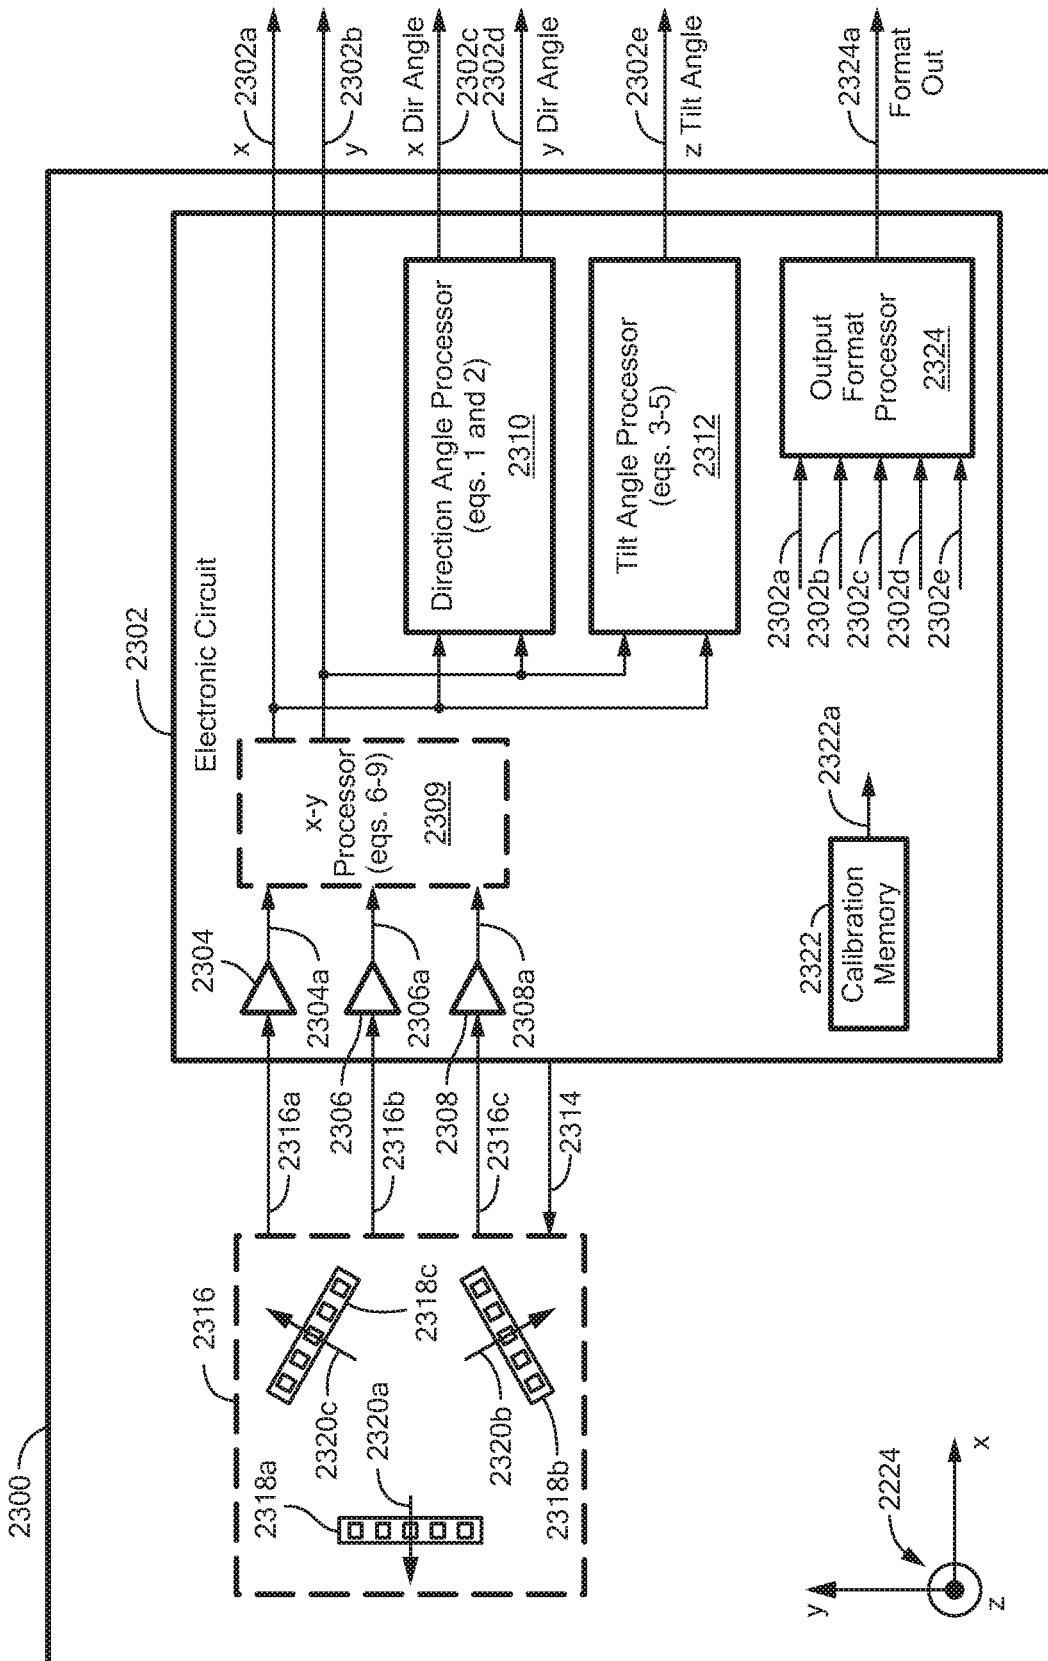 2300
2316
2318a
2320a
2320c
2318c
2320b
2318b
2316a
2316b
2316c
2314
2302
Electronic Circuit
2304
2304a
2306
2306a
2308
2308a
x-y
Processor
(eqs. 6-9)
2309
Direction Angle Processor
(eqs. 1 and 2)
2310
Tilt Angle Processor
(eqs. 3-5)
2312
2322
Calibration
Memory
2322a
2302a
2302b
2302c
2302d
2302e
Output
Format
Processor
2324
x
2302a
y
2302b
x Dir Angle
2302c
2302d
y Dir Angle
2302e
z Tilt Angle
2324a
Format
Out
2224
y
x
z